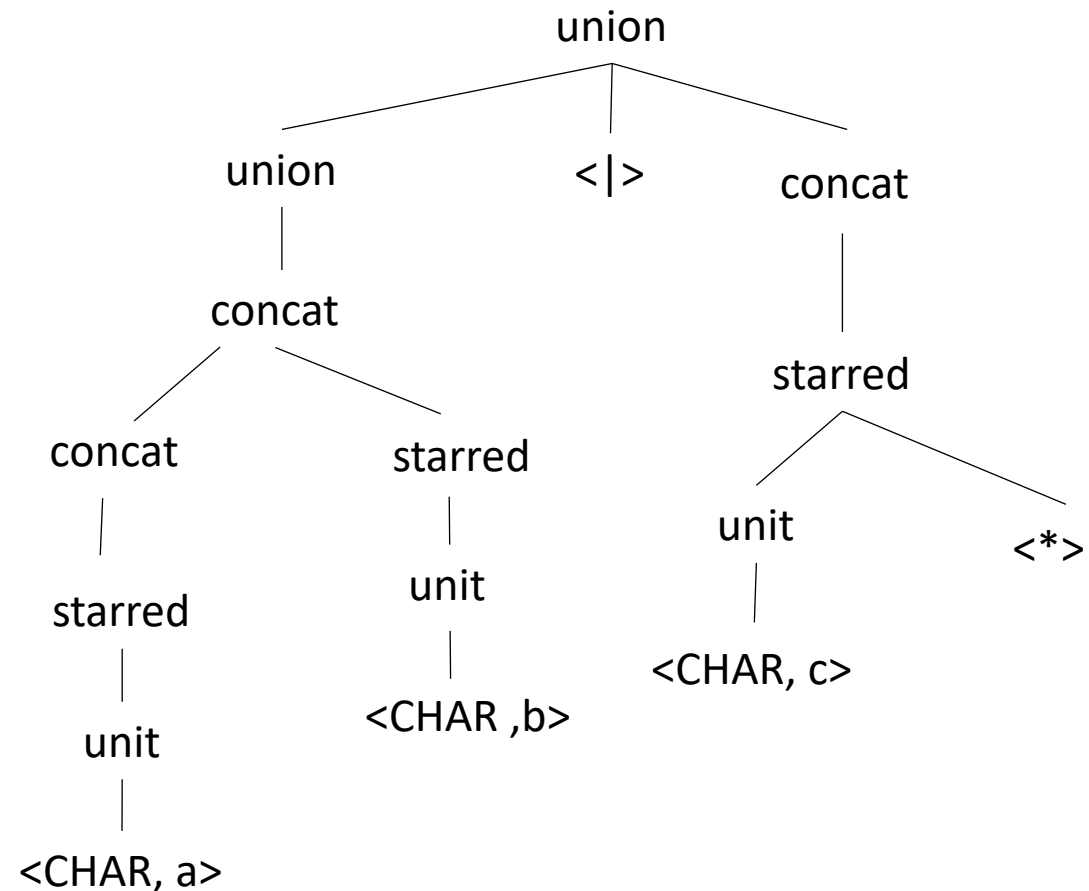 union
union
<|>
concat
concat
starred
concat
starred
unit
<*>
starred
unit
<CHAR, c>
<CHAR ,b>
unit
<CHAR, a>